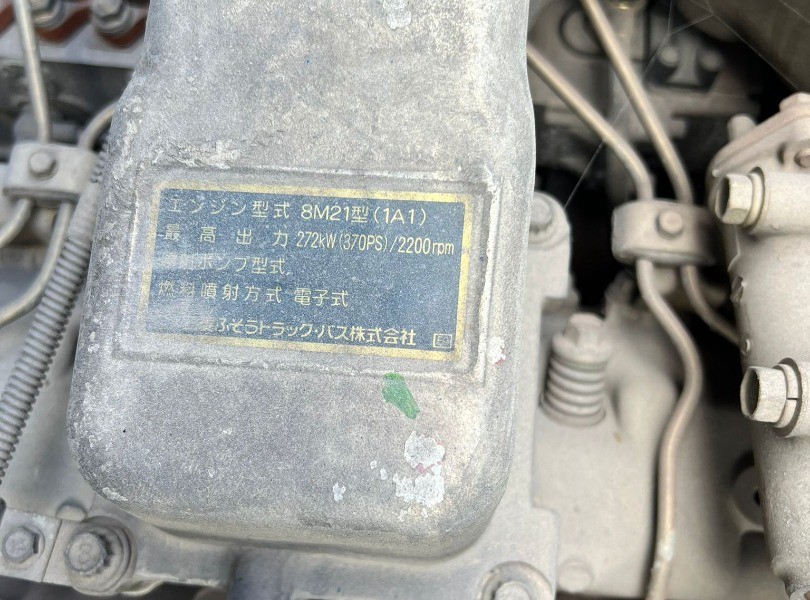 エンジン型式 8M21型(1A1)
最高出力 272kW(370PS)/2200rpm
ポンプ型式
燃料噴射方式 電子式
ふそうトラック・バス株式会社